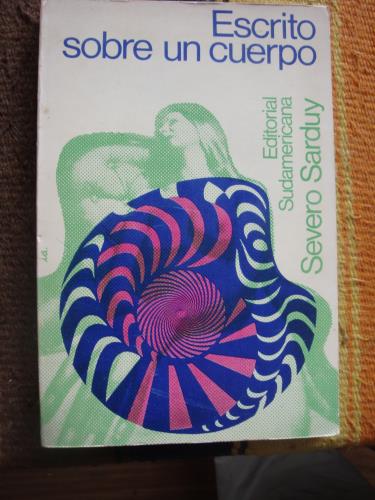 Escrito
sobre un cuerpo
Editorial
Sudamericana
Severo Sarduy